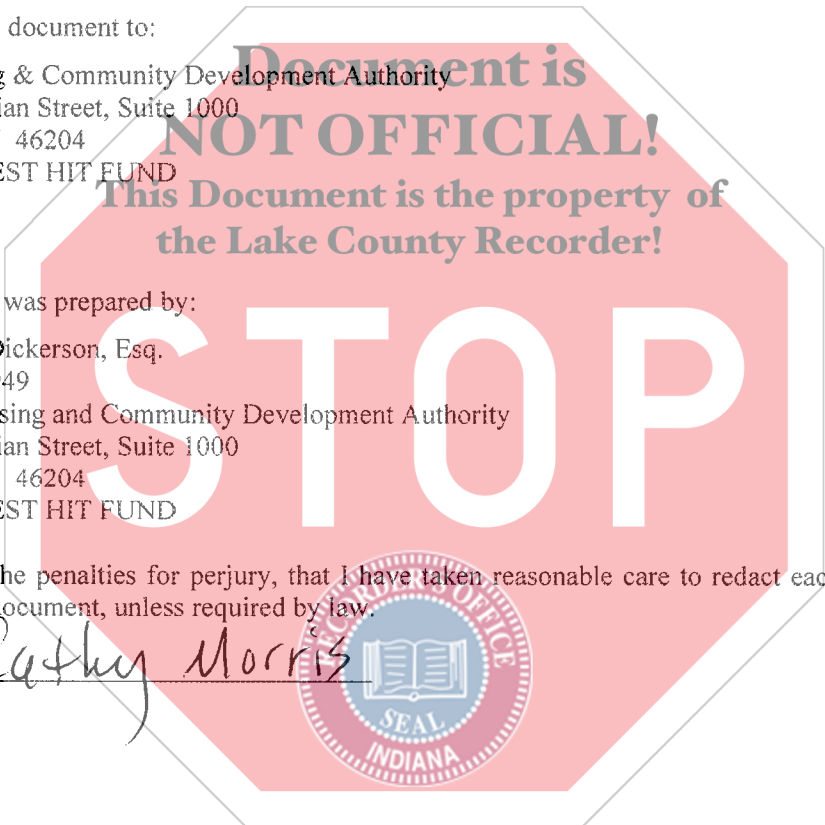 document to:
Document is
g & Community Development Authority
ian Street, Suite 1000
NOT OFFICIAL!
46204
EST HIT FUND
This Document is the property of
the Lake County Recorder!
was prepared by:
Dickerson, Esq.
49
sing and Community Development Authority
ian Street, Suite 1000
46204
EST HIT FUND
STOP
he penalties for perjury, that I have taken reasonable care to redact eac
document, unless required by law.
Cathy Morris
RECORDER'S OFFICE
SEAL
INDIANA